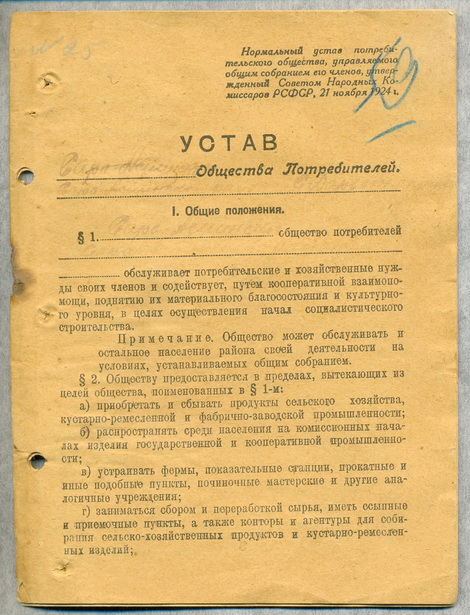 Нормальный устав потреби-
тельского общества, управляемого
общим собранием его членов, утвер-
жденный Советом Народных Ко-
миссаров РСФСР, 21 ноября 1924 г.
УСТАВ
Общества Потребителей.
I. Общие положения.
§ 1. общество потребителей
обслуживает потребительские и хозяйственные нуж-
ды своих членов и содействует, путем кооперативной взаимопо-
мощи, поднятию их материального благосостояния и культурно-
го уровня, в целях осуществления начал социалистического
строительства.
Примечание. Общество может обслуживать и
остальное население района своей деятельности на
условиях, устанавливаемых общим собранием.
§ 2. Обществу предоставляется в пределах, вытекающих из
целей общества, поименованных в § 1-м:
а) приобретать и сбывать продукты сельского хозяйства,
кустарно-ремесленной и фабрично-заводской промышленности;
б) распространять среди населения на комиссионных нача-
лах изделия государственной и кооперативной промышленно-
сти;
в) устраивать фермы, показательные станции, прокатные и
иные подобные пункты, починочные мастерские и другие ана-
логичные учреждения;
г) заниматься сбором и переработкой сырья, иметь ссыпные
и приемочные пункты, а также конторы и агентуры для соби-
рания сельско-хозяйственных продуктов и кустарно-ремеслен-
ных изделий;